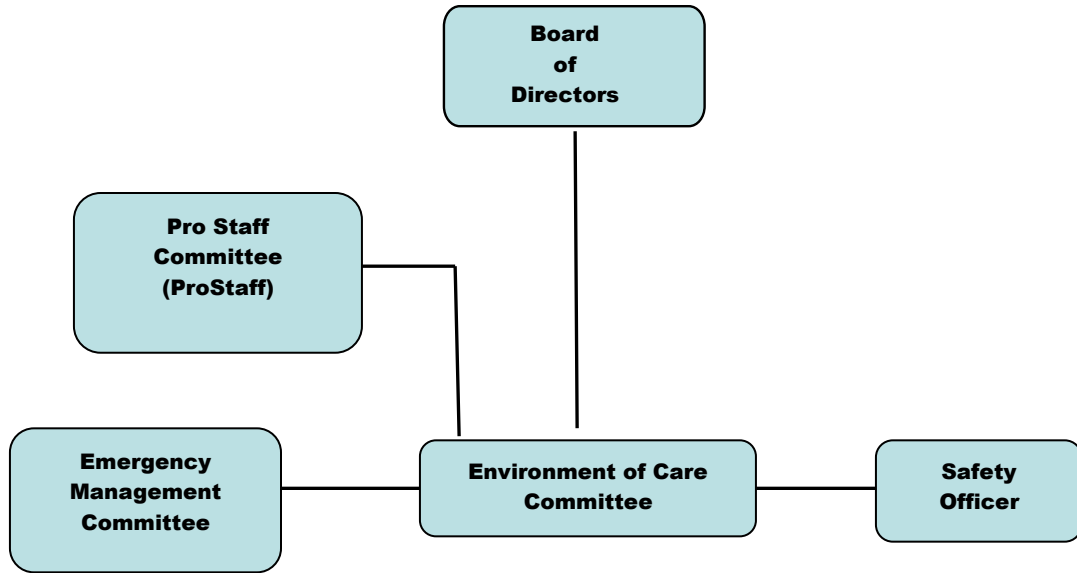 Board
of
Directors
Pro Staff
Committee
(ProStaff)
Emergency
Management
Committee
Environment of Care
Committee
Safety
Officer